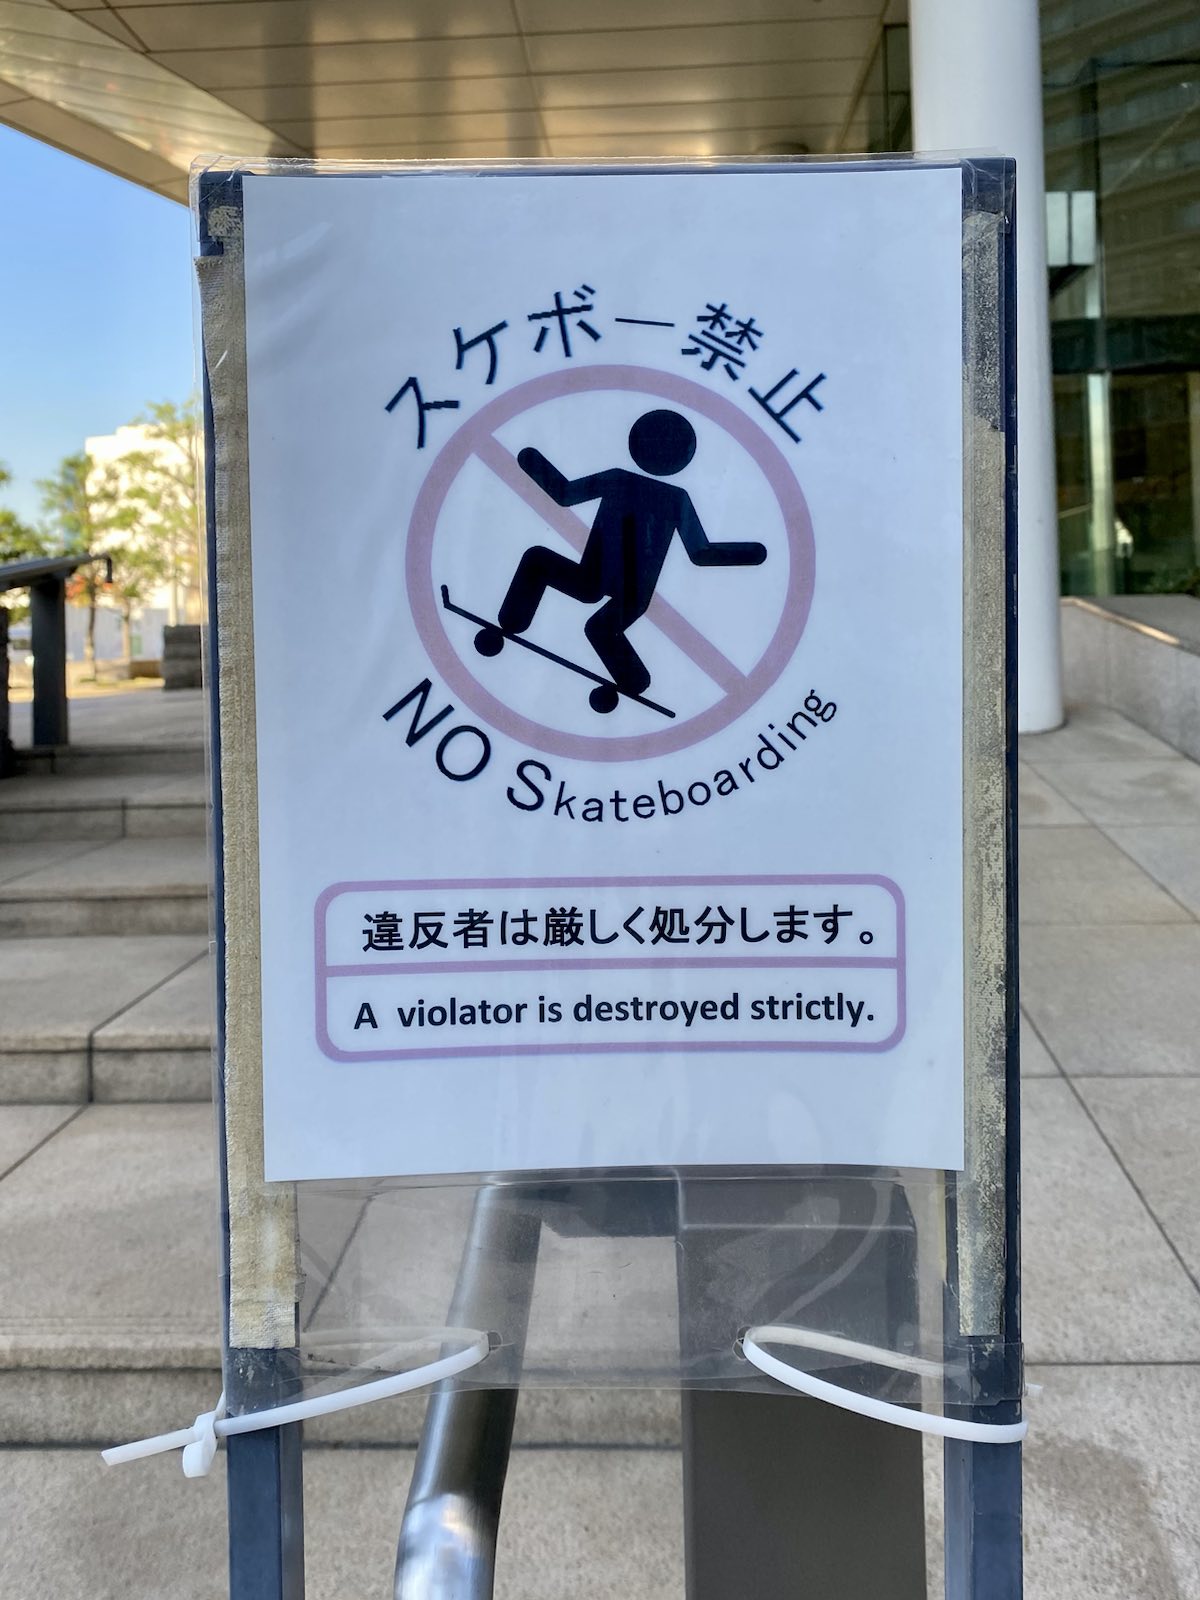 スケボー禁止
NO Skateboarding
違反者は厳しく処分します。
A violator is destroyed strictly.